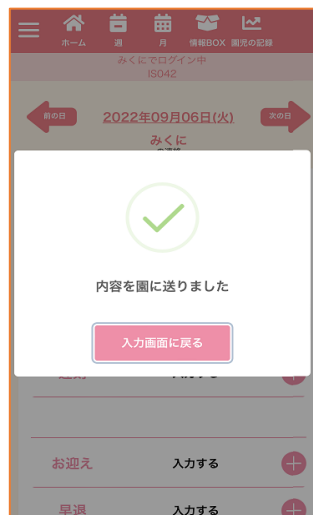 ホーム 週 月 情報BOX 園児の記録
みくにでログイン中
IS042
前の日 2022年09月06日(火) 次の日
みくに
内容を園に送りました
入力画面に戻る
お迎え 入力する
早退 入力する